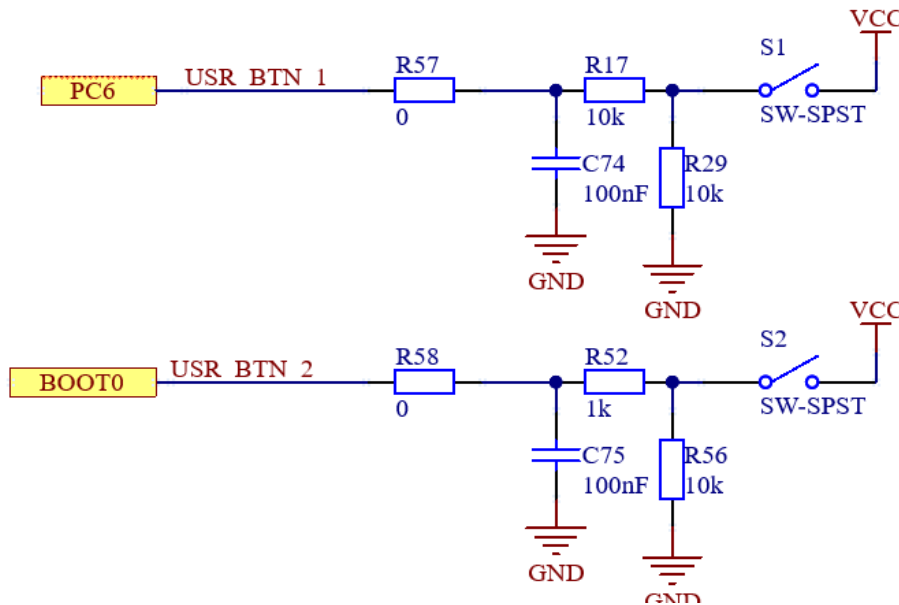 VCC
S1
R57
R17
PC6
USR_BTN_1
0
10k
SW-SPST
C74
100nF
R29
10k
GND
GND
VCC
S2
R58
R52
BOOT0
USR_BTN_2
0
1k
SW-SPST
C75
100nF
R56
10k
GND
GND